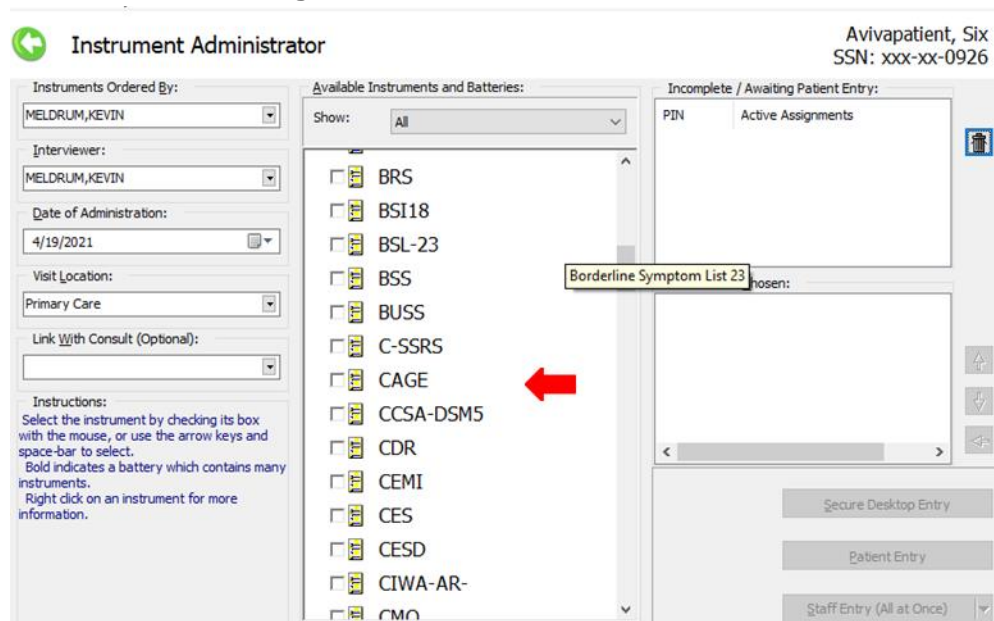 Instrument Administrator
Avivapatient, Six
SSN: xxx-xx-0926
Instruments Ordered By:
MELDRUM,KEVIN
Interviewer:
MELDRUM,KEVIN
Date of Administration:
4/19/2021
Visit Location:
Primary Care
Link With Consult (Optional):
Instructions:
Select the instrument by checking its box
with the mouse, or use the arrow keys and
space-bar to select.
Bold indicates a battery which contains many
instruments.
Right click on an instrument for more
information.
Available Instruments and Batteries:
Show: All
BRS
BSI18
BSL-23
BSS
BUSS
C-SSRS
CAGE
CCSA-DSM5
CDR
CEMI
CES
CESD
CIWA-AR-
Borderline Symptom List 23
Incomplete / Awaiting Patient Entry:
PIN Active Assignments
hosen:
Secure Desktop Entry
Patient Entry
Staff Entry (All at Once)